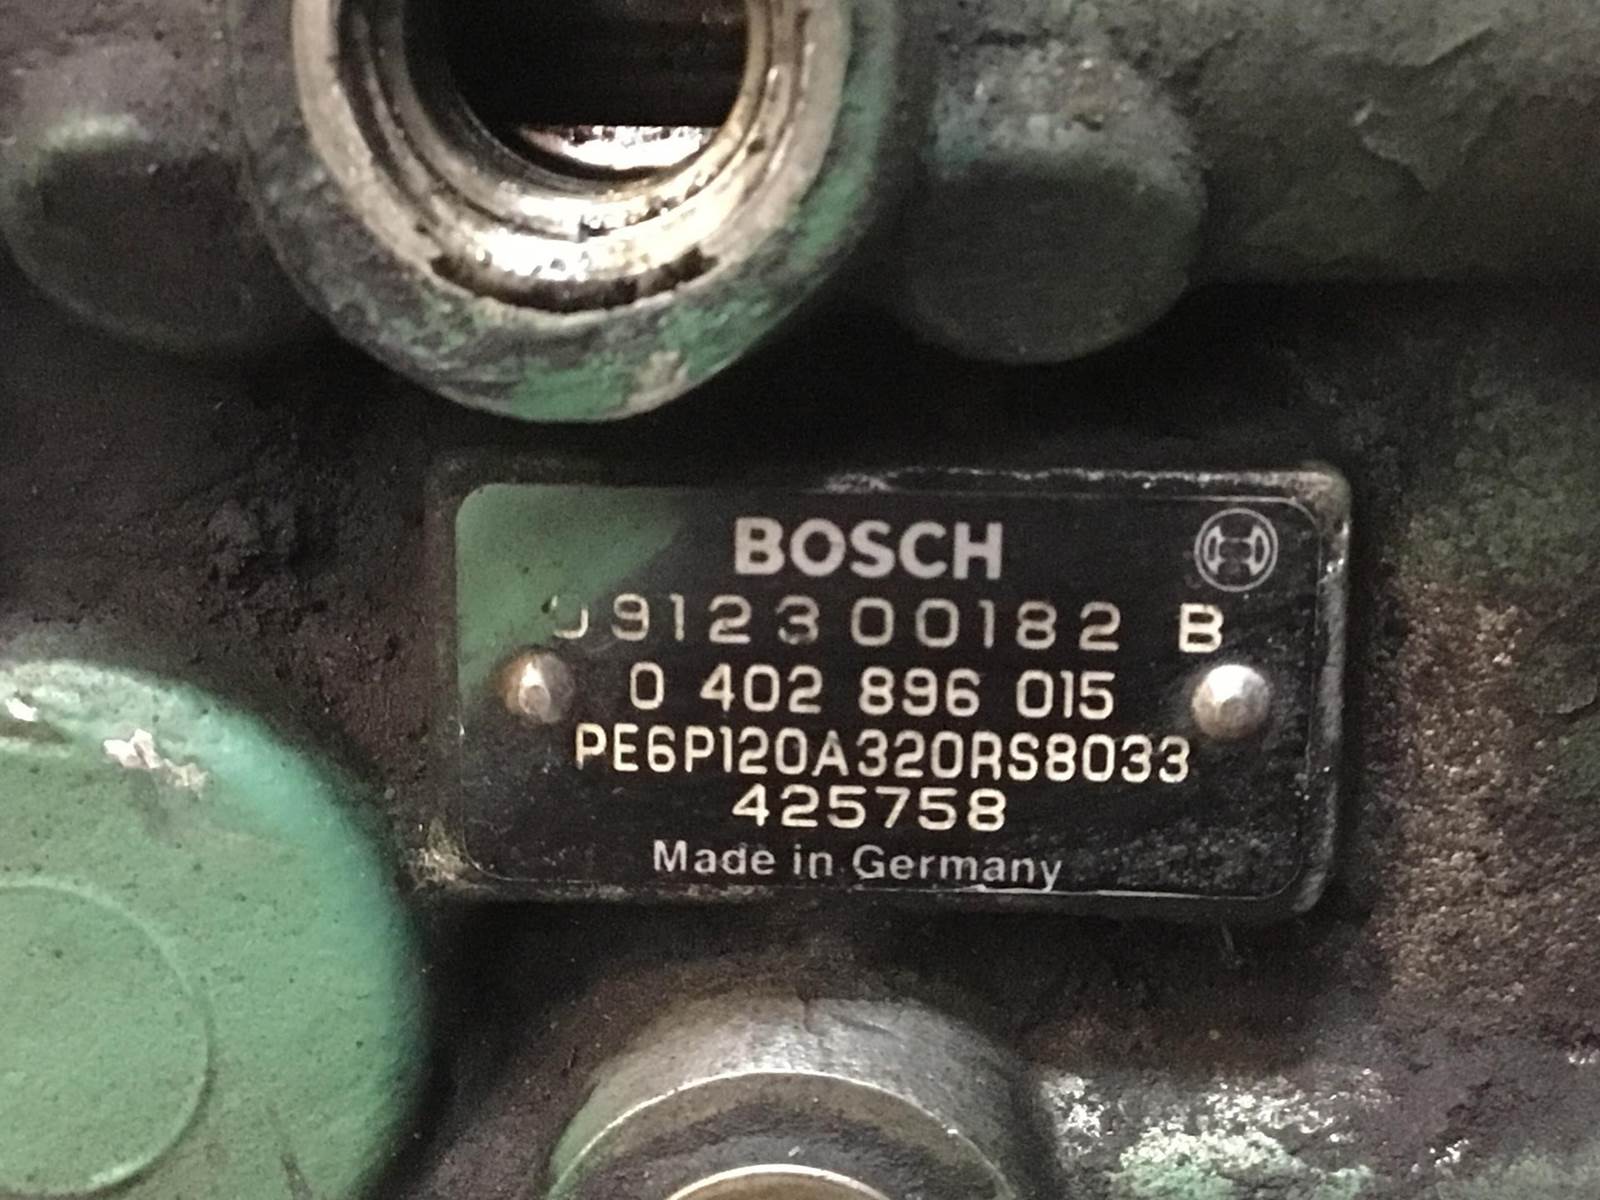 BOSCH
0912300182 B
0 402 896 015
PE6P120A320RS8033
425758
Made in Germany